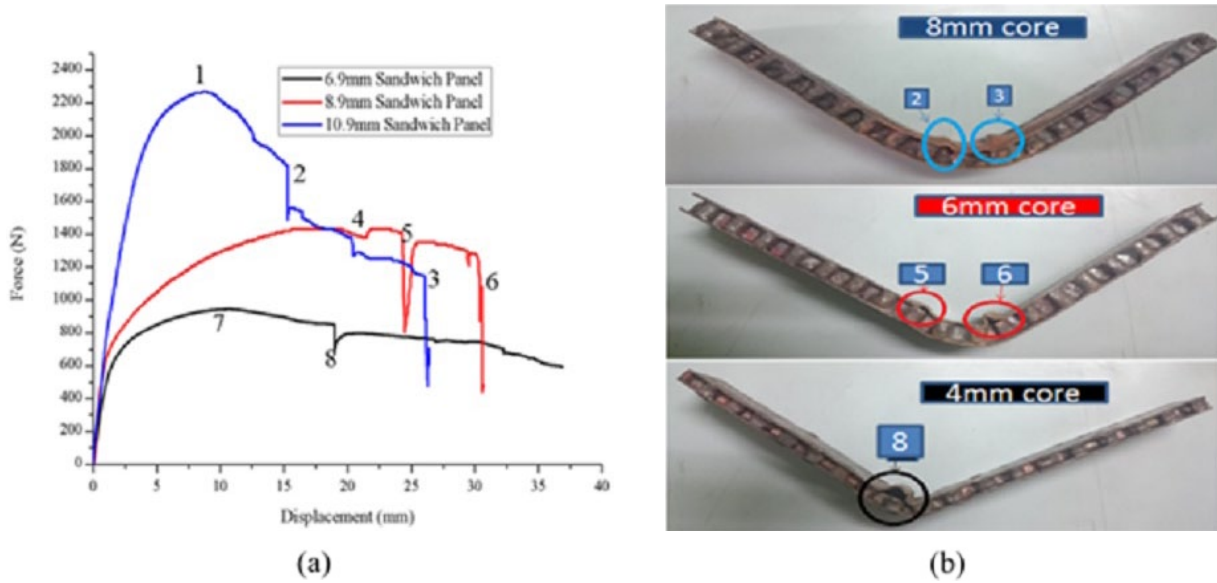 2400
2200
2000
1800
1600
1400
1200
1000
800
600
400
200
0
Force (N)
0 5 10 15 20 25 30 35 40
Displacement (mm)
6.9mm Sandwich Panel
8.9mm Sandwich Panel
10.9mm Sandwich Panel
1
2
3
4
5
6
7
8
(a)
8mm core
2 3
6mm core
5 6
4mm core
8
(b)